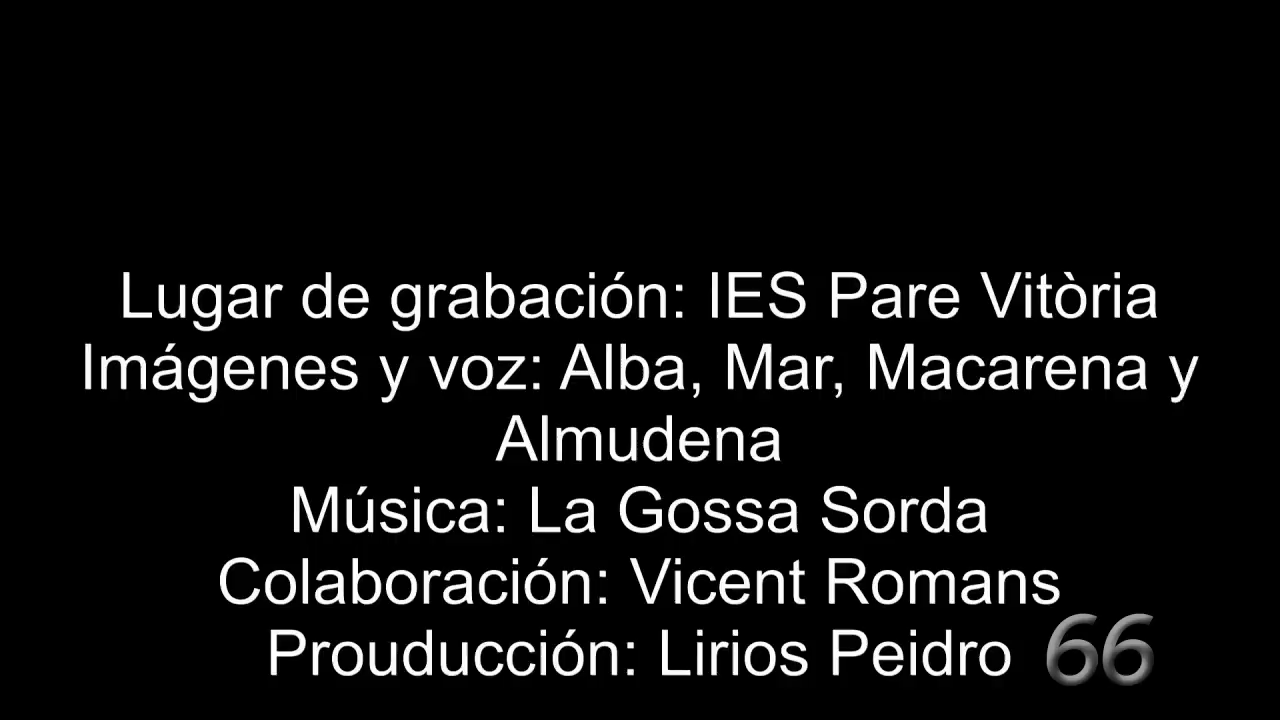 Lugar de grabación: IES Pare Vitòria
Imágenes y voz: Alba, Mar, Macarena y
Almudena
Música: La Gossa Sorda
Colaboración: Vicent Romans
Prouducción: Lirios Peidro
66